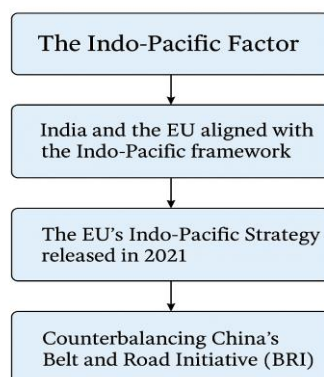 The Indo-Pacific Factor
India and the EU aligned with
the Indo-Pacific framework
The EU’s Indo-Pacific Strategy
released in 2021
Counterbalancing China’s
Belt and Road Initiative (BRI)